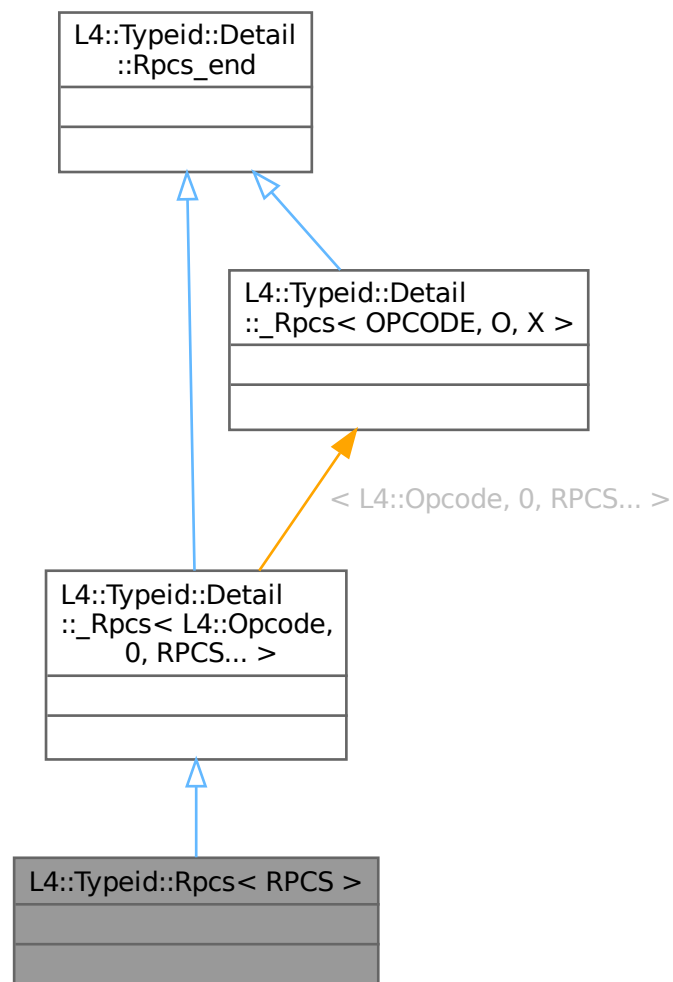 L4::Typeid::Detail
::Rpcs_end
L4::Typeid::Detail
::_Rpcs< OPCODE, O, X >
< L4::Opcode, 0, RPCS... >
L4::Typeid::Detail
::_Rpcs< L4::Opcode,
0, RPCS... >
L4::Typeid::Rpcs< RPCS >